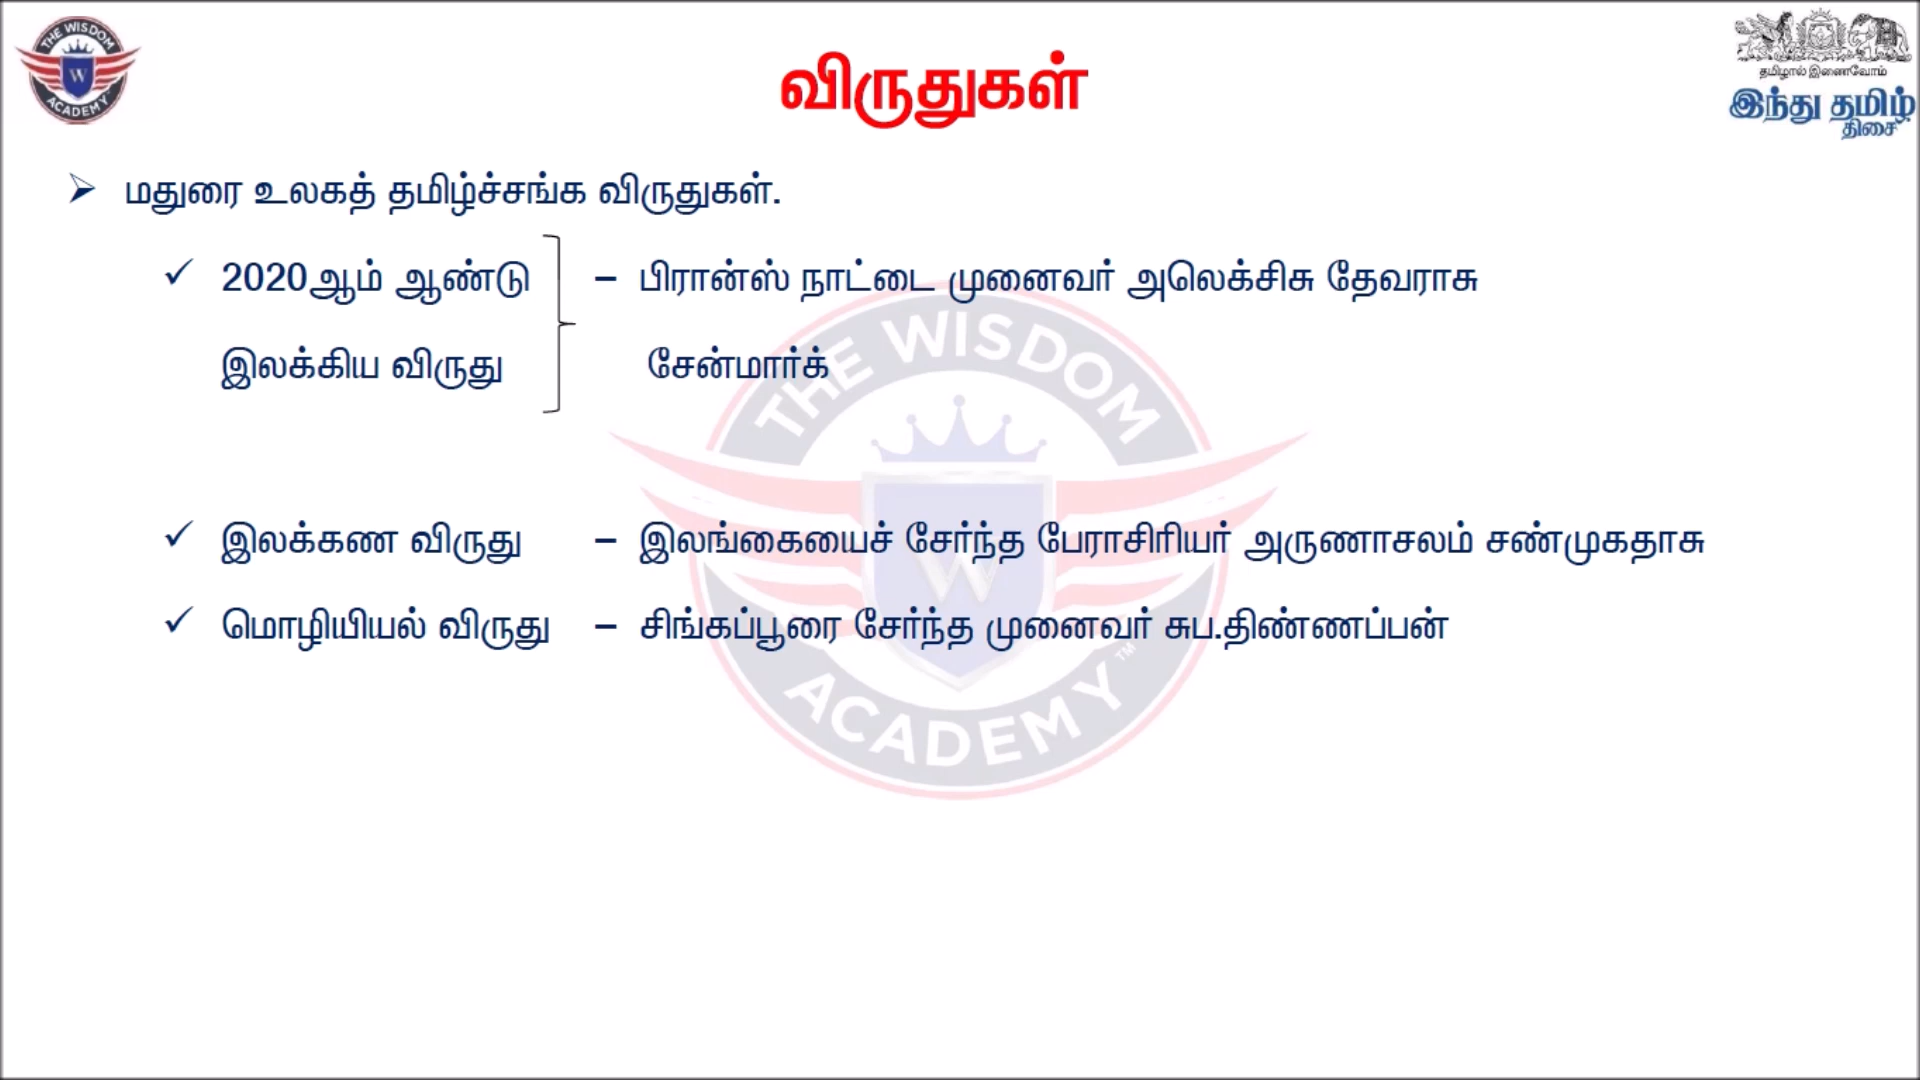 THE WISDOM ACADEMY
W
விருதுகள்
தமிழால் இணைவோம்
இந்து தமிழ்
திசை
மதுரை உலகத் தமிழ்ச்சங்க விருதுகள்.
2020ஆம் ஆண்டு – பிரான்ஸ் நாட்டை முனைவர் அலெக்சிசு தேவராசு
இலக்கிய விருது சேன்மார்க்
இலக்கண விருது – இலங்கையைச் சேர்ந்த பேராசிரியர் அருணாசலம் சண்முகதாசு
மொழியியல் விருது – சிங்கப்பூரை சேர்ந்த முனைவர் சுப.திண்ணப்பன்
THE WISDOM
W
ACADEMY™